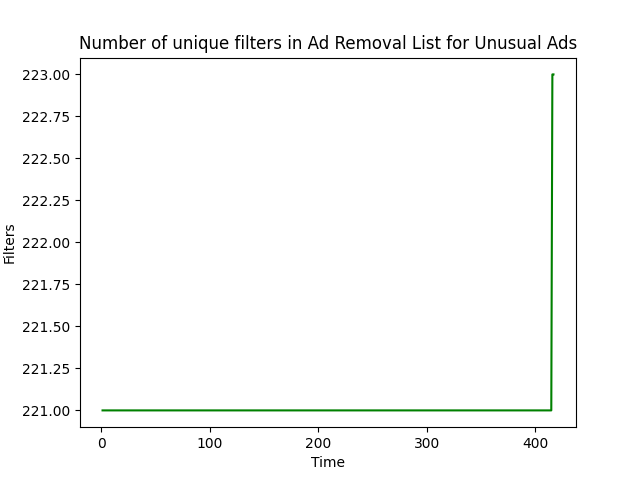 Number of unique filters in Ad Removal List for Unusual Ads
223.00
222.75
222.50
222.25
222.00
221.75
221.50
221.25
221.00
Filters
0 100 200 300 400
Time